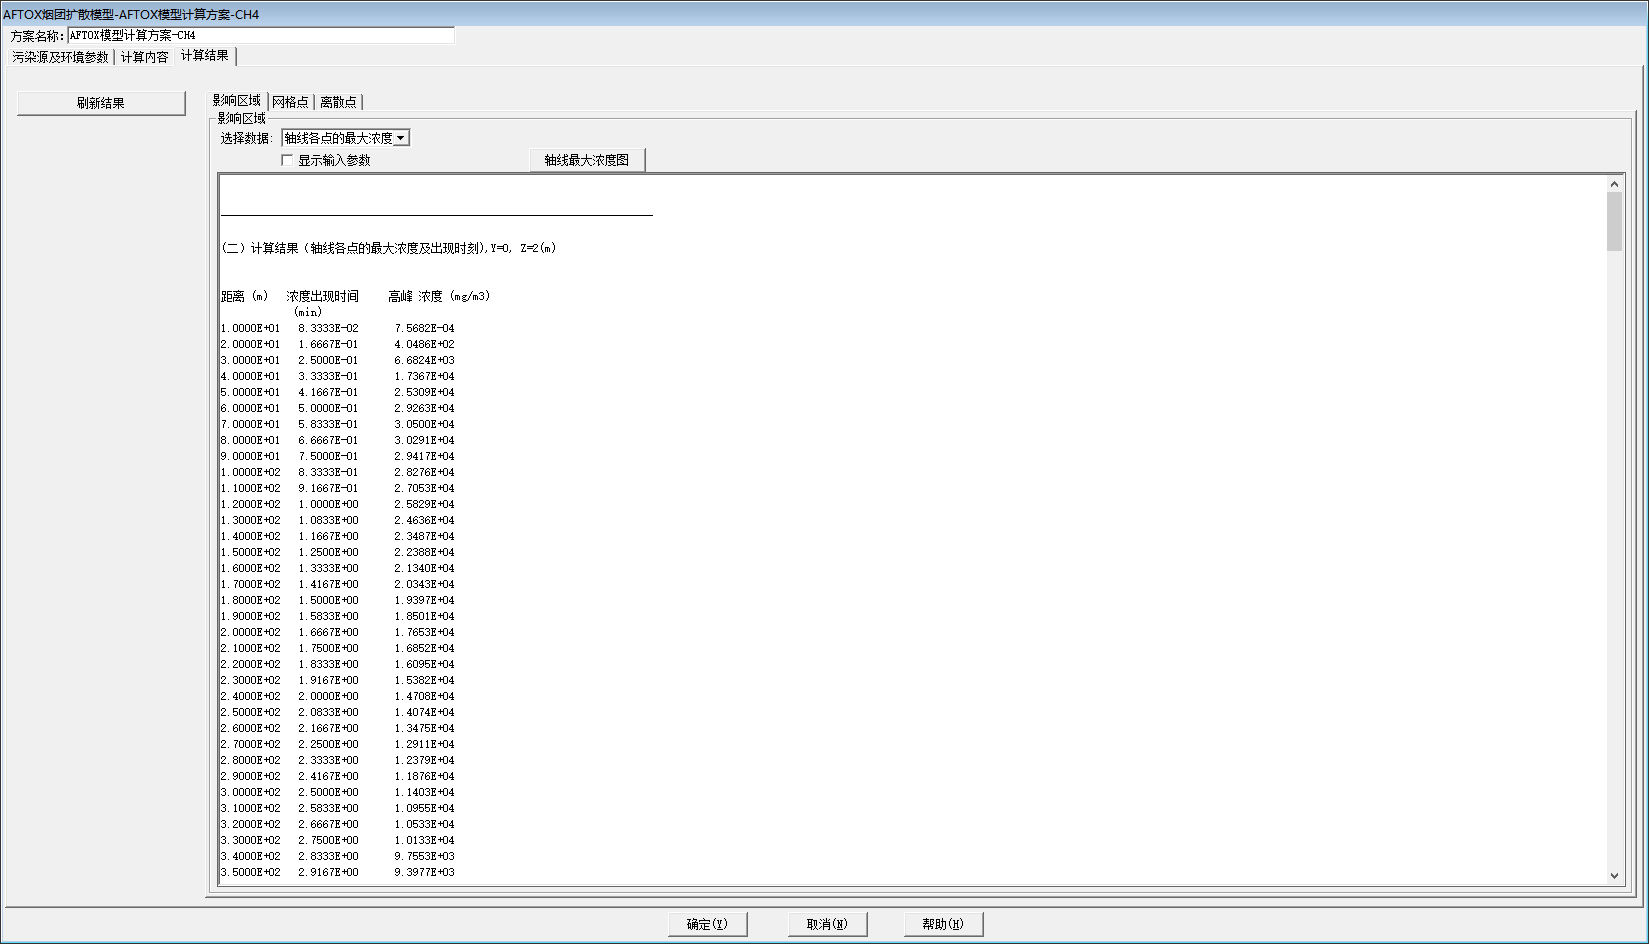 AFTOX烟团扩散模型-AFTOX模型计算方案-CH4
方案名称: AFTOX模型计算方案-CH4
污染源及环境参数 计算内容 计算结果
刷新结果
影响区域 网格点 离散点
影响区域
选择数据: 轴线各点的最大浓度
显示输入参数 轴线最大浓度图
(二) 计算结果 (轴线各点的最大浓度及出现时刻),Y=0, Z=2(m)
距离 (m) 浓度出现时间 高峰 浓度 (mg/m3)
(min)
1.0000E+01 8.3333E-02 7.5682E-04
2.0000E+01 1.6667E-01 4.0486E+02
3.0000E+01 2.5000E-01 6.6824E+03
4.0000E+01 3.3333E-01 1.7367E+04
5.0000E+01 4.1667E-01 2.5309E+04
6.0000E+01 5.0000E-01 2.9263E+04
7.0000E+01 5.8333E-01 3.0500E+04
8.0000E+01 6.6667E-01 3.0291E+04
9.0000E+01 7.5000E-01 2.9417E+04
1.0000E+02 8.3333E-01 2.8276E+04
1.1000E+02 9.1667E-01 2.7053E+04
1.2000E+02 1.0000E+00 2.5829E+04
1.3000E+02 1.0833E+00 2.4636E+04
1.4000E+02 1.1667E+00 2.3487E+04
1.5000E+02 1.2500E+00 2.2388E+04
1.6000E+02 1.3333E+00 2.1340E+04
1.7000E+02 1.4167E+00 2.0343E+04
1.8000E+02 1.5000E+00 1.9397E+04
1.9000E+02 1.5833E+00 1.8501E+04
2.0000E+02 1.6667E+00 1.7653E+04
2.1000E+02 1.7500E+00 1.6852E+04
2.2000E+02 1.8333E+00 1.6095E+04
2.3000E+02 1.9167E+00 1.5382E+04
2.4000E+02 2.0000E+00 1.4708E+04
2.5000E+02 2.0833E+00 1.4074E+04
2.6000E+02 2.1667E+00 1.3475E+04
2.7000E+02 2.2500E+00 1.2911E+04
2.8000E+02 2.3333E+00 1.2379E+04
2.9000E+02 2.4167E+00 1.1876E+04
3.0000E+02 2.5000E+00 1.1403E+04
3.1000E+02 2.5833E+00 1.0955E+04
3.2000E+02 2.6667E+00 1.0533E+04
3.3000E+02 2.7500E+00 1.0133E+04
3.4000E+02 2.8333E+00 9.7553E+03
3.5000E+02 2.9167E+00 9.3977E+03
确定(Y) 取消(N) 帮助(H)